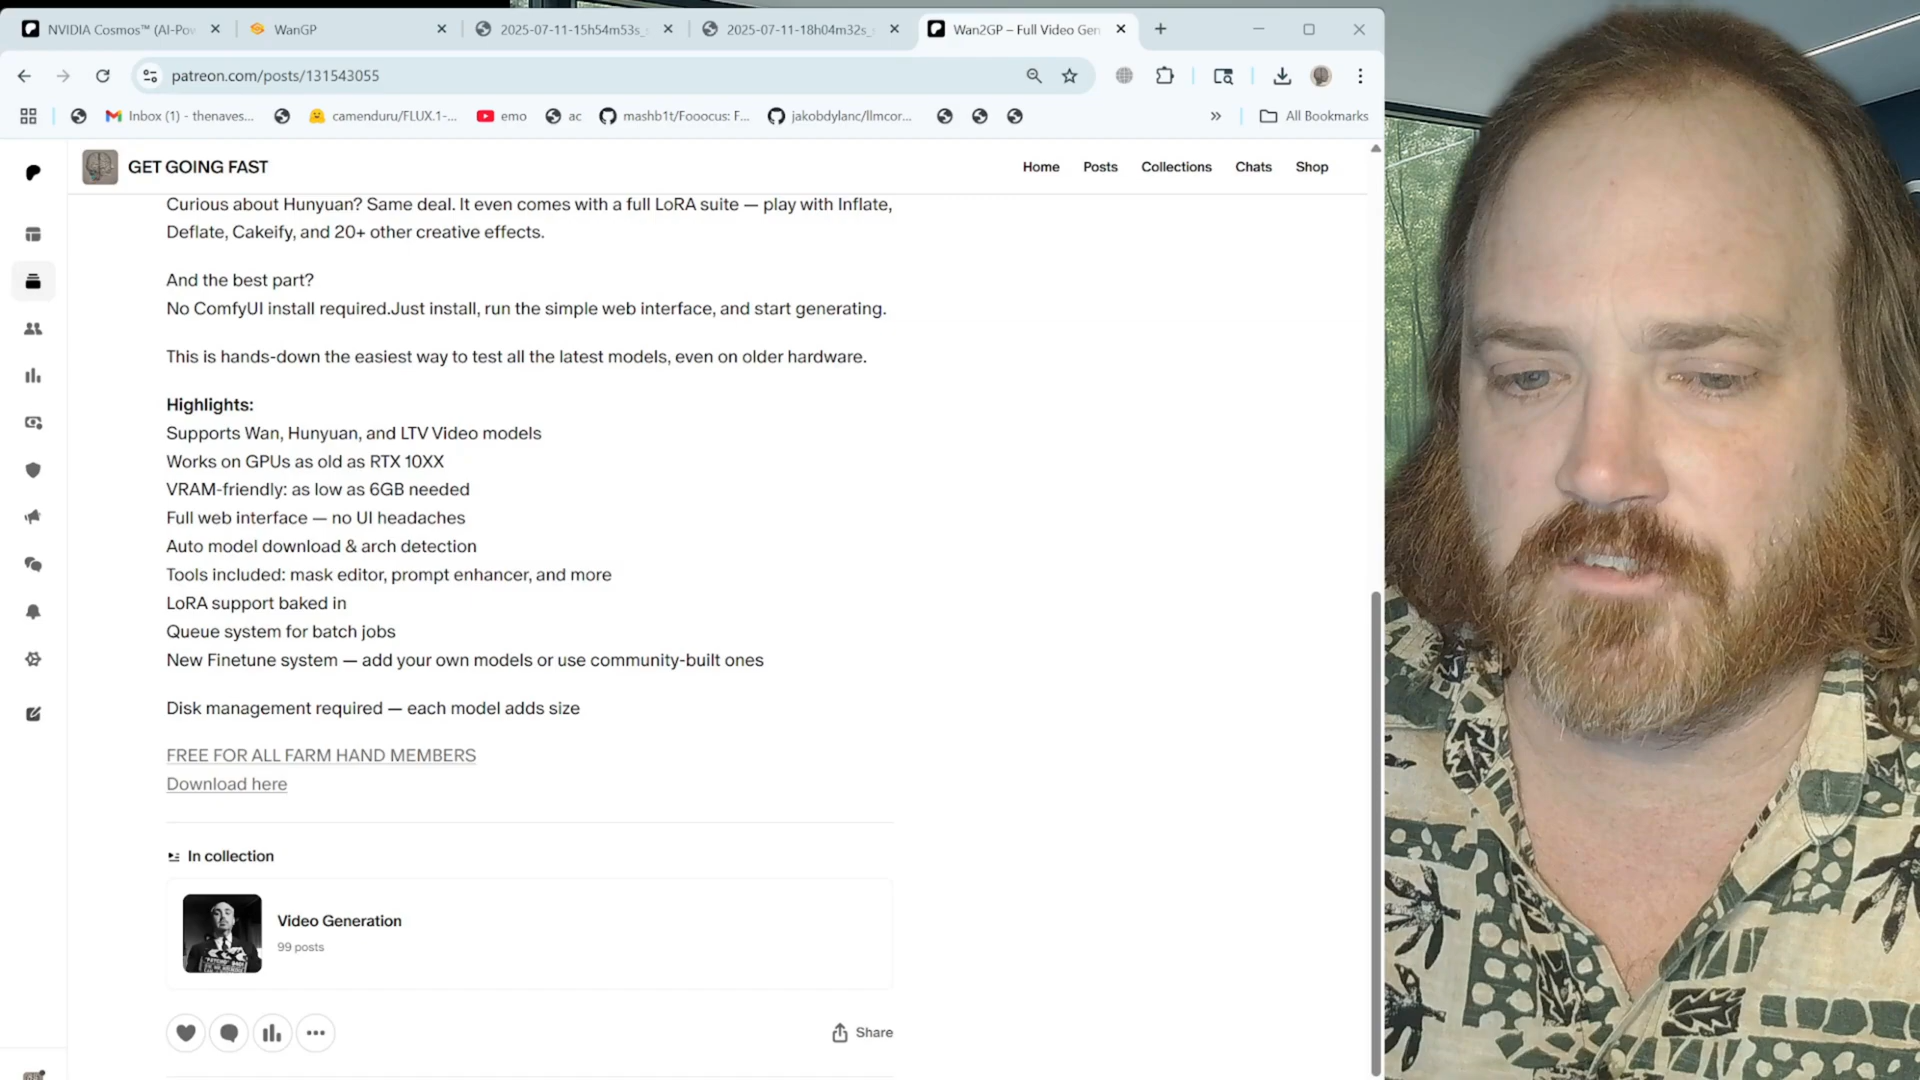 NVIDIA Cosmos™ (AI-Pov
WanGP
2025-07-11-15h54m53s_
2025-07-11-18h04m32s_
Wan2GP – Full Video Gen
patreon.com/posts/131543055
Inbox (1) - thenaves...
camenduru/FLUX.1-...
emo
ac
mashb1t/Fooocus: F...
jakobdylanc/llmcor...
All Bookmarks
GET GOING FAST
Home
Posts
Collections
Chats
Shop
Curious about Hunyuan? Same deal. It even comes with a full LoRA suite — play with Inflate,
Deflate, Cakeify, and 20+ other creative effects.
And the best part?
No ComfyUI install required.Just install, run the simple web interface, and start generating.
This is hands-down the easiest way to test all the latest models, even on older hardware.
Highlights:
Supports Wan, Hunyuan, and LTV Video models
Works on GPUs as old as RTX 10XX
VRAM-friendly: as low as 6GB needed
Full web interface — no UI headaches
Auto model download & arch detection
Tools included: mask editor, prompt enhancer, and more
LoRA support baked in
Queue system for batch jobs
New Finetune system — add your own models or use community-built ones
Disk management required — each model adds size
FREE FOR ALL FARM HAND MEMBERS
Download here
In collection
Video Generation
99 posts
Share